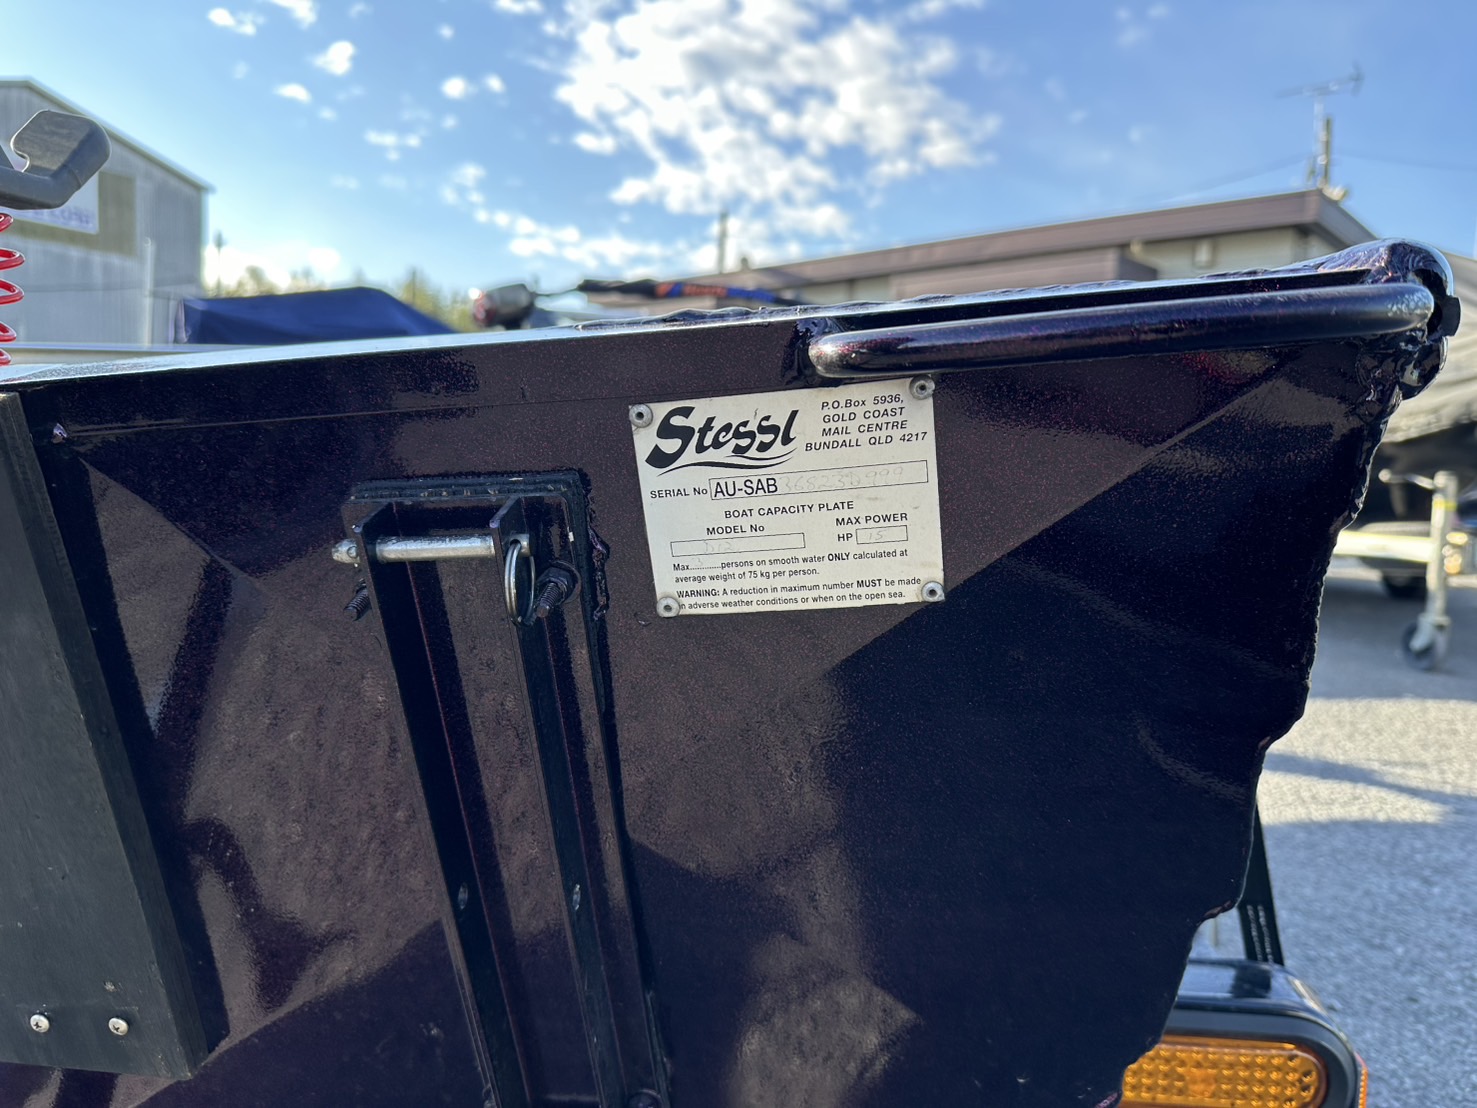 Stessl
P.O.Box 5936,
GOLD COAST
MAIL CENTRE
BUNDALL QLD 4217
SERIAL No AU-SAB
BOAT CAPACITY PLATE
MODEL No
MAX POWER
HP 15
Max............persons on smooth water ONLY calculated at
average weight of 75 kg per person.
WARNING: A reduction in maximum number MUST be made
in adverse weather conditions or when on the open sea.